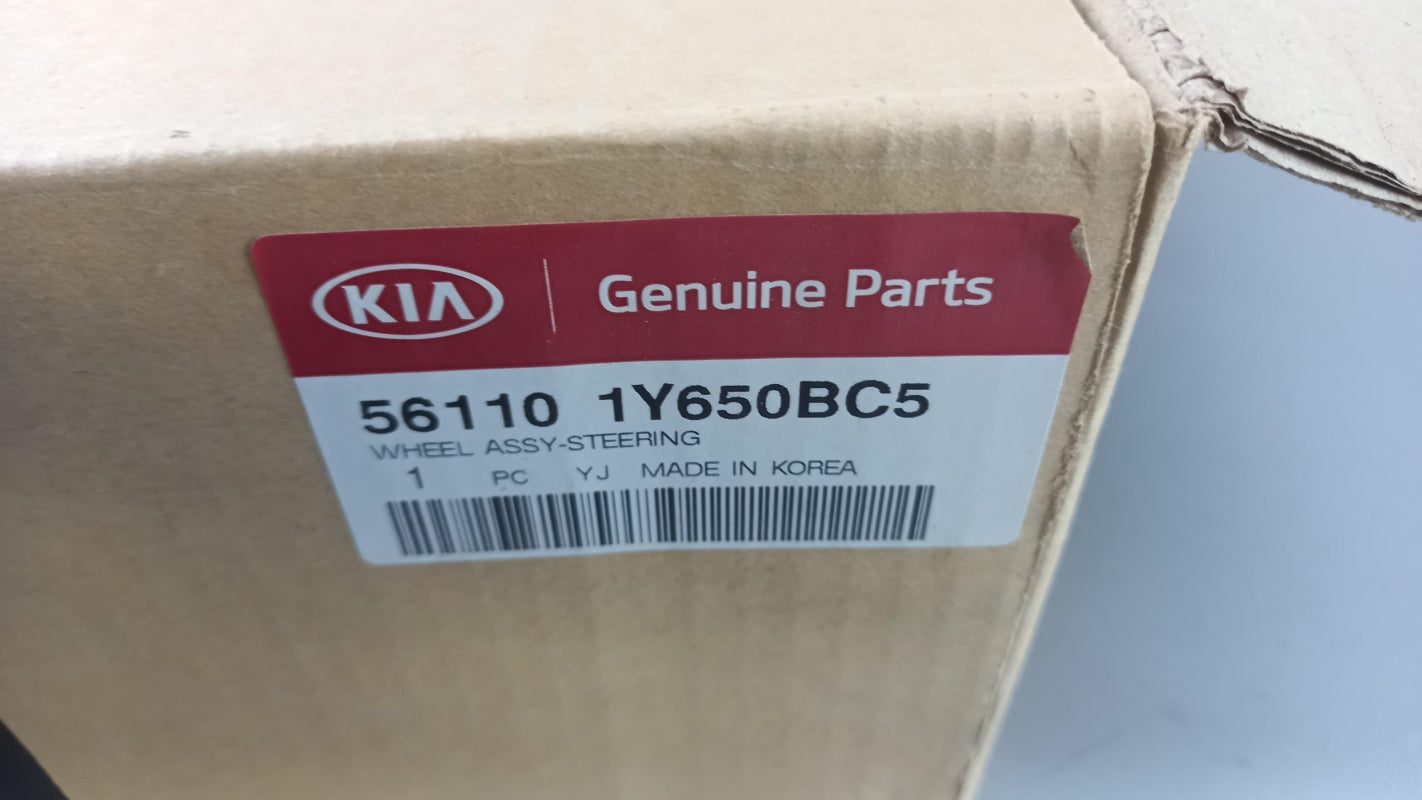 KIA Genuine Parts
56110 1Y650BC5
WHEEL ASSY-STEERING
1 PC YJ MADE IN KOREA